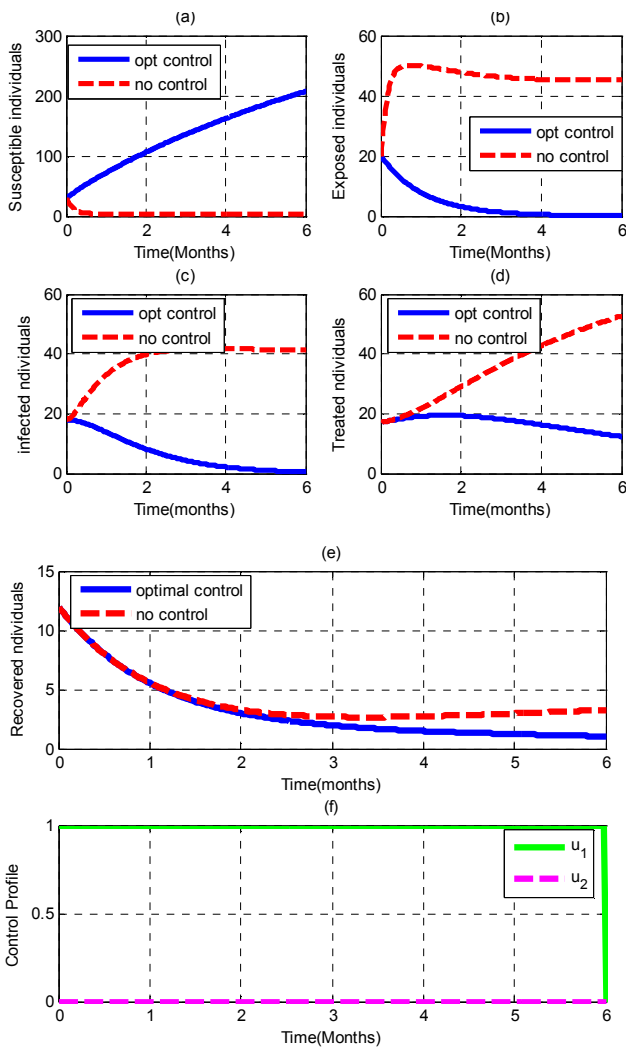 (a)
300
200
100
0
Susceptible individuals
opt control
no control
0 2 4 6
Time(Months)
(b)
60
40
20
0
Exposed individuals
opt control
no control
0 2 4 6
Time(Months)
(c)
60
40
20
0
infected ndividuals
opt control
no control
0 2 4 6
Time(months)
(d)
60
40
20
0
Treated ndividuals
opt control
no control
0 2 4 6
Time(months)
(e)
15
10
5
0
Recovered ndividuals
optimal control
no control
0 1 2 3 4 5 6
Time(months)
(f)
1
0.5
0
Control Profile
u1
u2
0 1 2 3 4 5 6
Time(Months)